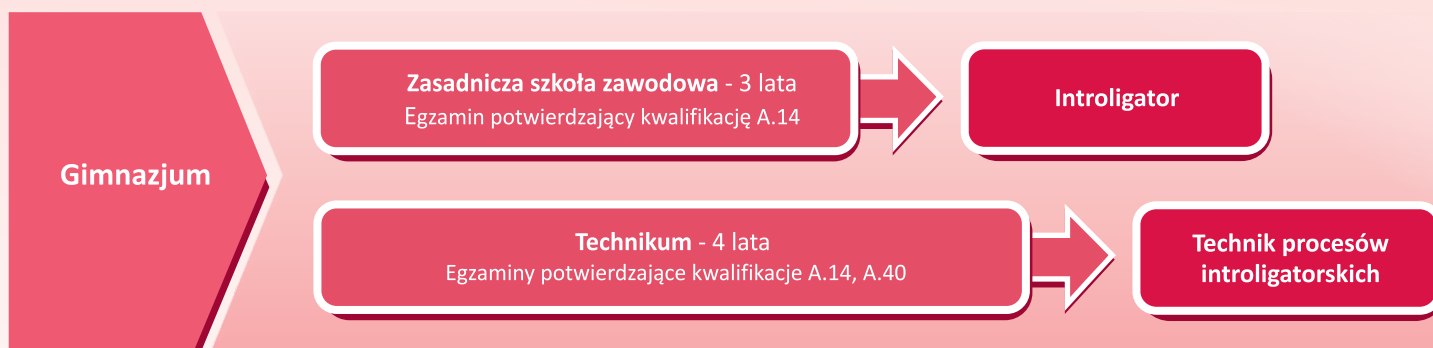 Gimnazjum
Zasadnicza szkoła zawodowa - 3 lata
Egzamin potwierdzający kwalifikację A.14
Introligator
Technikum - 4 lata
Egzaminy potwierdzające kwalifikacje A.14, A.40
Technik procesów
introligatorskich